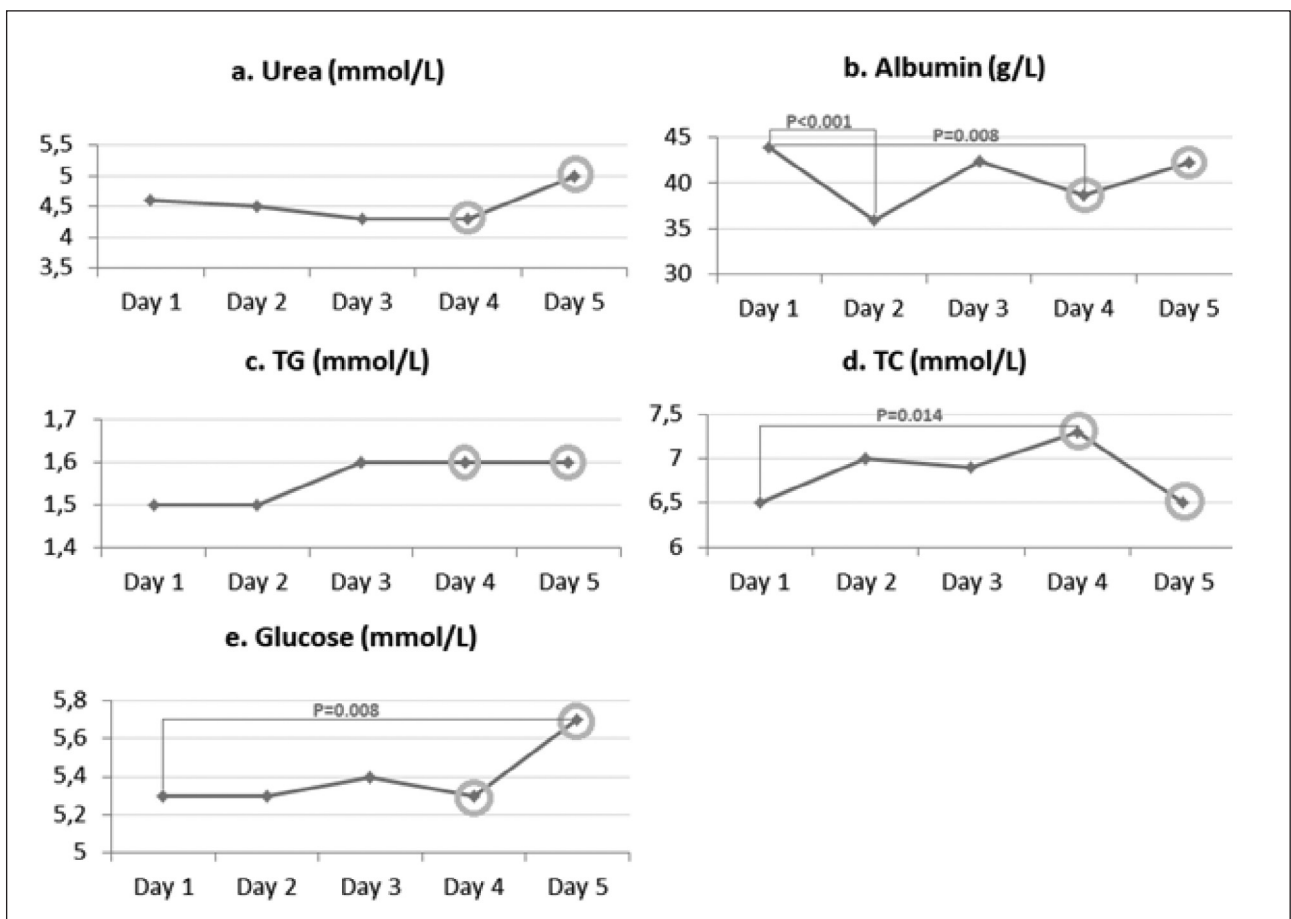 a. Urea (mmol/L)
5,5
5
4,5
4
3,5
Day 1 Day 2 Day 3 Day 4 Day 5
b. Albumin (g/L)
P<0.001
P=0.008
45
40
35
30
Day 1 Day 2 Day 3 Day 4 Day 5
c. TG (mmol/L)
1,7
1,6
1,5
1,4
Day 1 Day 2 Day 3 Day 4 Day 5
d. TC (mmol/L)
P=0.014
7,5
7
6,5
6
Day 1 Day 2 Day 3 Day 4 Day 5
e. Glucose (mmol/L)
P=0.008
5,8
5,6
5,4
5,2
5
Day 1 Day 2 Day 3 Day 4 Day 5